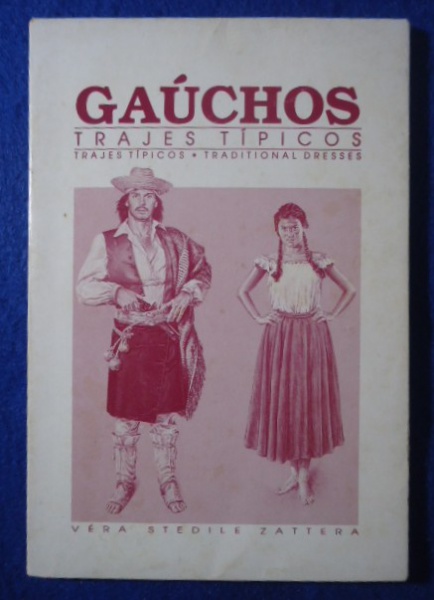 GAÚCHOS
TRAJES TÍPICOS
TRAJES TÍPICOS • TRADITIONAL DRESSES
VÉRA STEDILE ZATTERA